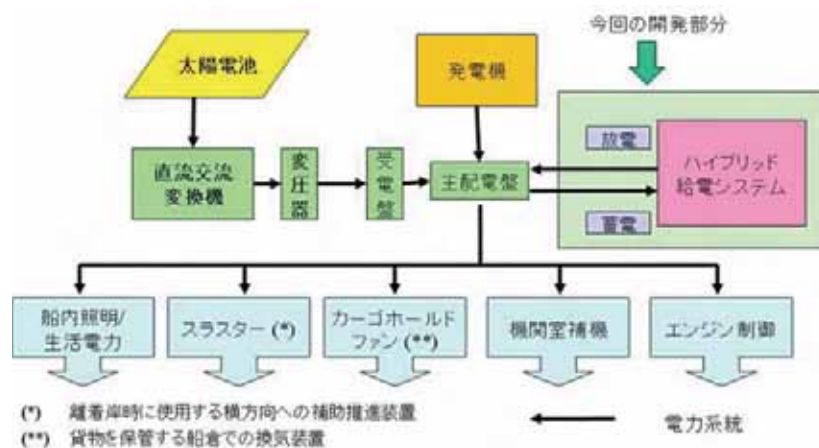 今回の開発部分
太陽電池
発電機
放電
ハイブリッド
給電システム
直流交流
変換機
変圧器
受電盤
主配電盤
蓄電
船内照明/
生活電力
スラスター (*)
カーゴホールド
ファン (**)
機関室補機
エンジン制御
(*) 離着岸時に使用する横方向への補助推進装置
電力系統
(**) 貨物を保管する船倉での換気装置